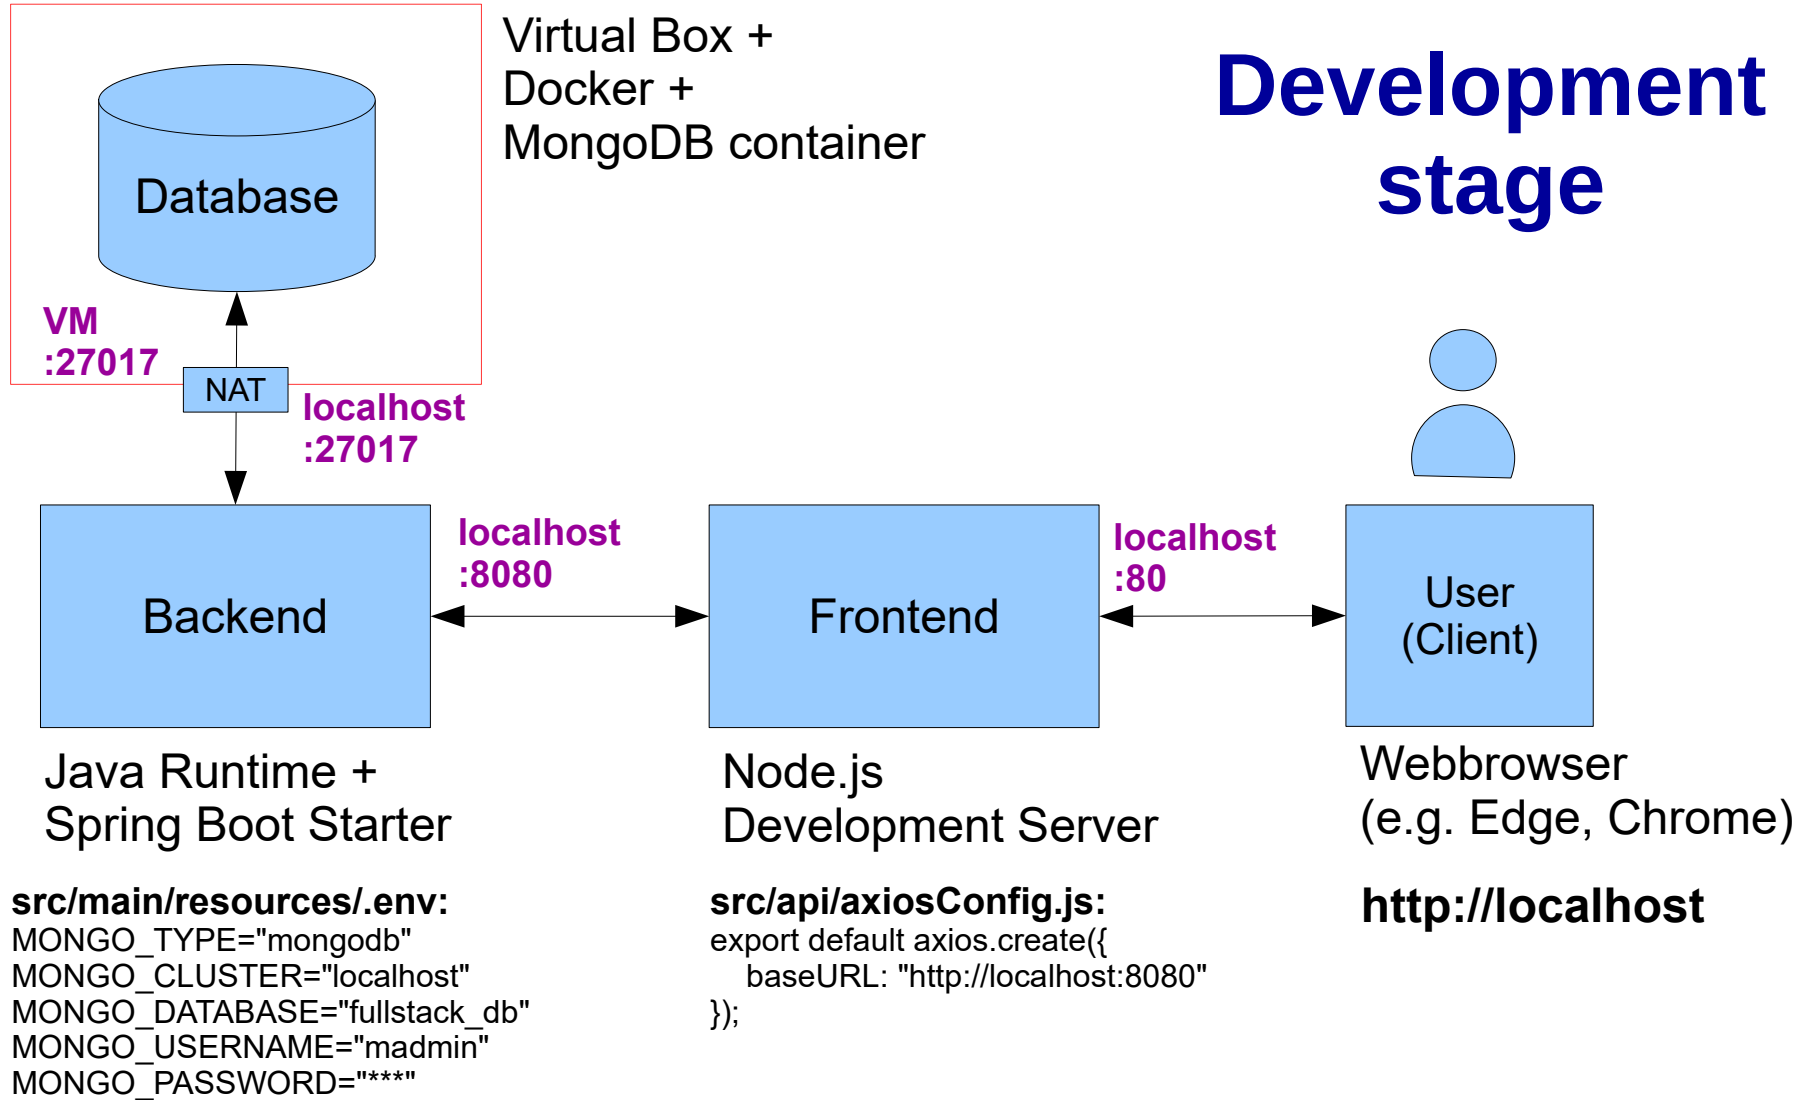 Virtual Box +
Docker +
MongoDB container
Development
stage
Database
VM
:27017
NAT
localhost
:27017
Backend
localhost
:8080
Frontend
localhost
:80
User
(Client)
Java Runtime +
Spring Boot Starter
Node.js
Development Server
Webbrowser
(e.g. Edge, Chrome)
src/main/resources/.env:
MONGO_TYPE="mongodb"
MONGO_CLUSTER="localhost"
MONGO_DATABASE="fullstack_db"
MONGO_USERNAME="madmin"
MONGO_PASSWORD="***"
src/api/axiosConfig.js:
export default axios.create({
baseURL: "http://localhost:8080"
});
http://localhost